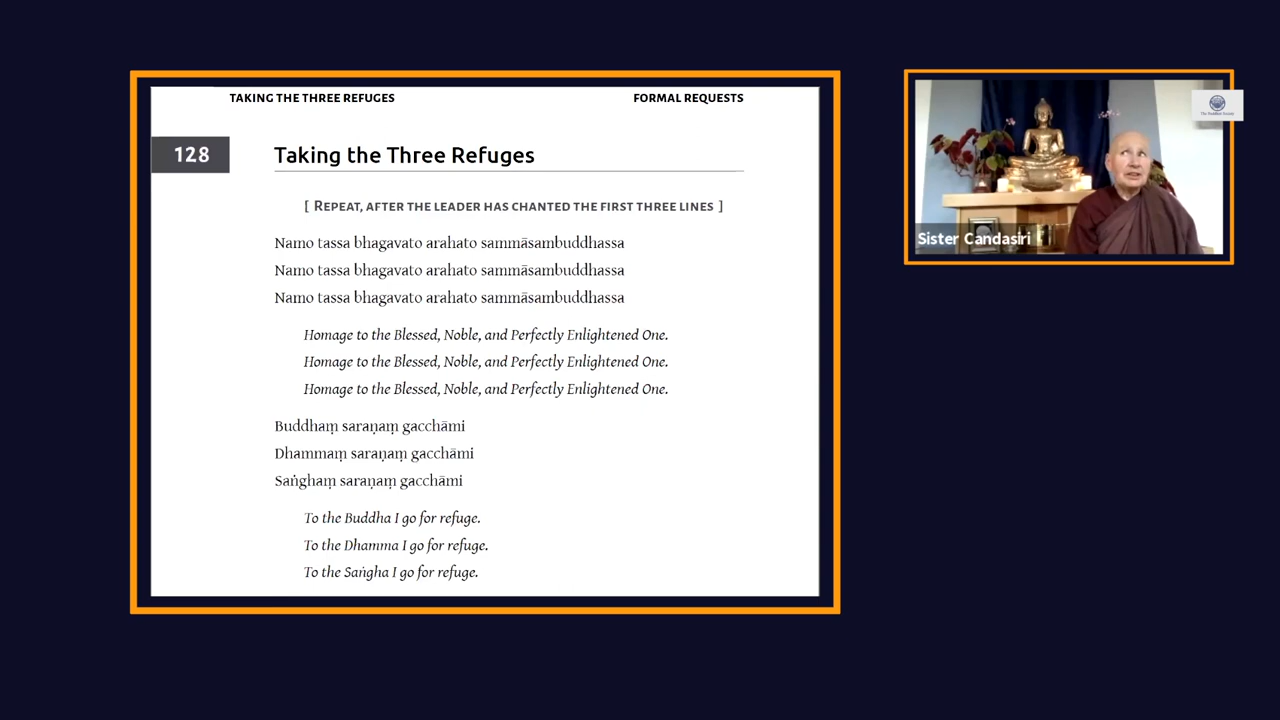 TAKING THE THREE REFUGES
FORMAL REQUESTS
128
Taking the Three Refuges
[ REPEAT, AFTER THE LEADER HAS CHANTED THE FIRST THREE LINES ]
Namo tassa bhagavato arahato sammāsambuddhassa
Namo tassa bhagavato arahato sammāsambuddhassa
Namo tassa bhagavato arahato sammāsambuddhassa
Homage to the Blessed, Noble, and Perfectly Enlightened One.
Homage to the Blessed, Noble, and Perfectly Enlightened One.
Homage to the Blessed, Noble, and Perfectly Enlightened One.
Buddhaṃ saraṇaṃ gacchāmi
Dhammaṃ saraṇaṃ gacchāmi
Saṅghaṃ saraṇaṃ gacchāmi
To the Buddha I go for refuge.
To the Dhamma I go for refuge.
To the Saṅgha I go for refuge.
The Buddhist Society
Sister Candasiri